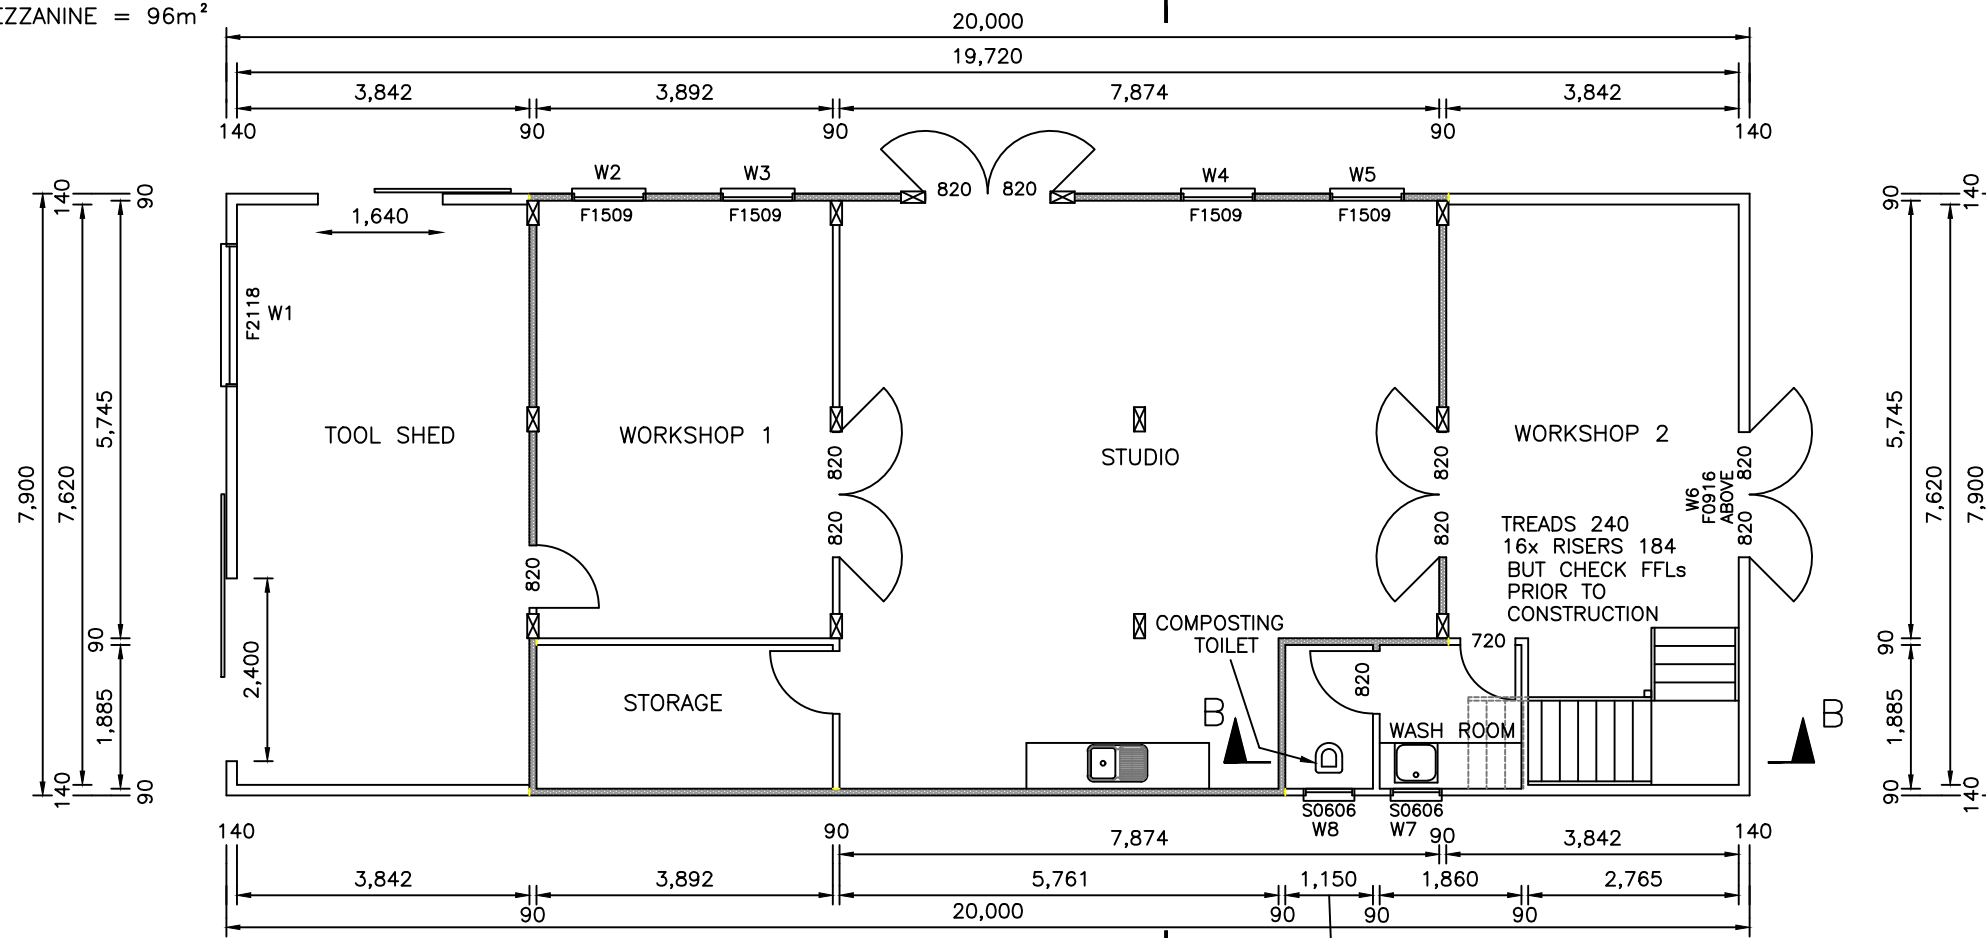 EZZANINE = 96m²
20,000
19,720
3,842 3,892 7,874 3,842
140 90 90 90 140
W2 W3 820 820 W4 W5
F1509 F1509 F1509 F1509
1,640
140 90 90 140
F2118 W1
5,745 5,745
7,900 7,620 7,620 7,900
TOOL SHED WORKSHOP 1 STUDIO WORKSHOP 2
820 820 820
820 820 820
820
W6
F0916
ABOVE
TREADS 240
16x RISERS 184
BUT CHECK FFLs
PRIOR TO
CONSTRUCTION
COMPOSTING
TOILET
720
90 90
2,400
820
STORAGE
1,885 1,885
B B
WASH ROOM
140 90 90 140
S0606 S0606
W8 W7
140 90 7,874 90 3,842 140
3,842 3,892 5,761 1,150 1,860 2,765
90 20,000 90 90 90